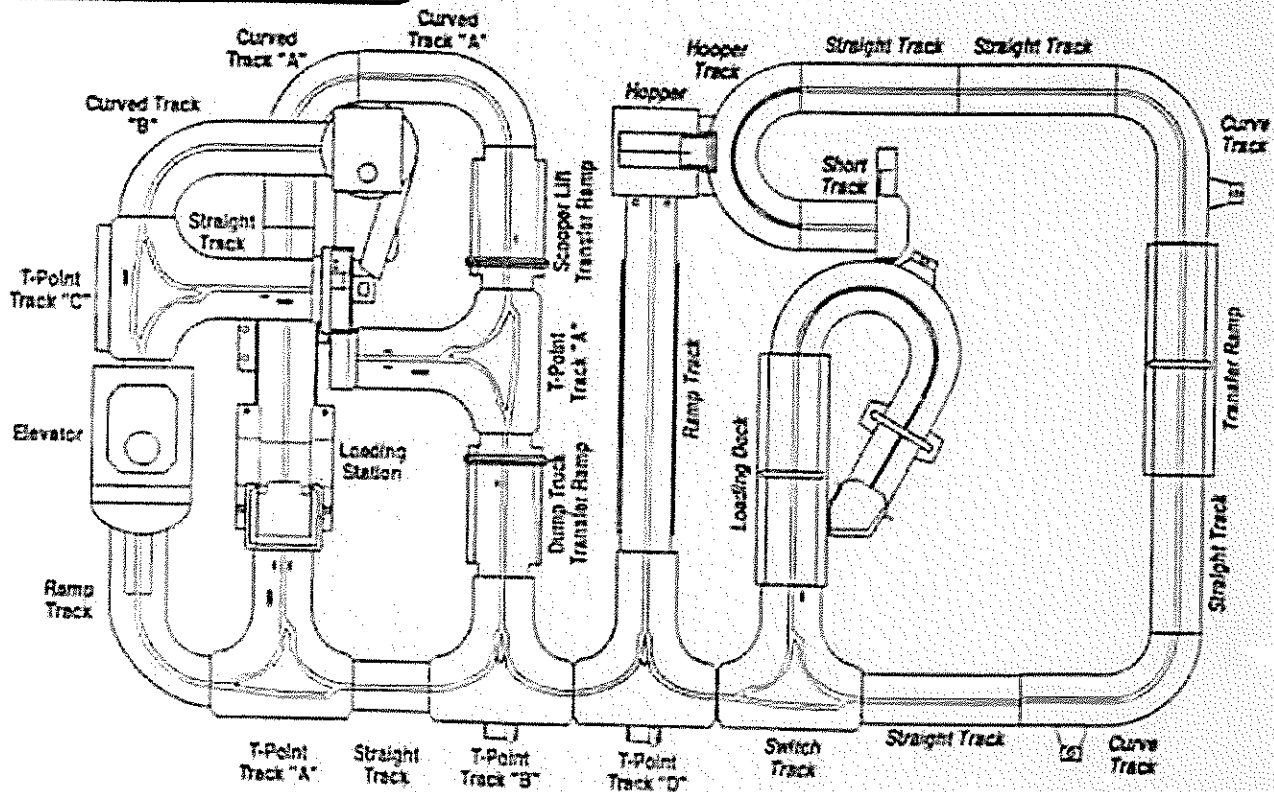 Curved
Track "A"
Curved
Track "A"
Curved Track
"B"
Hopper
Hooper
Track
Straight Track
Straight Track
Curve
Track
Short
Track
Straight
Track
Scooper Lift
Transfer Ramp
T-Point
Track "C"
T-Point
Track "A"
Ramp Track
Transfer Ramp
Elevator
Loading
Station
Dump Truck
Transfer Ramp
Loading Dock
Straight Track
Ramp
Track
T-Point
Track "A"
Straight
Track
T-Point
Track "B"
T-Point
Track "D"
Switch
Track
Straight Track
Curve
Track